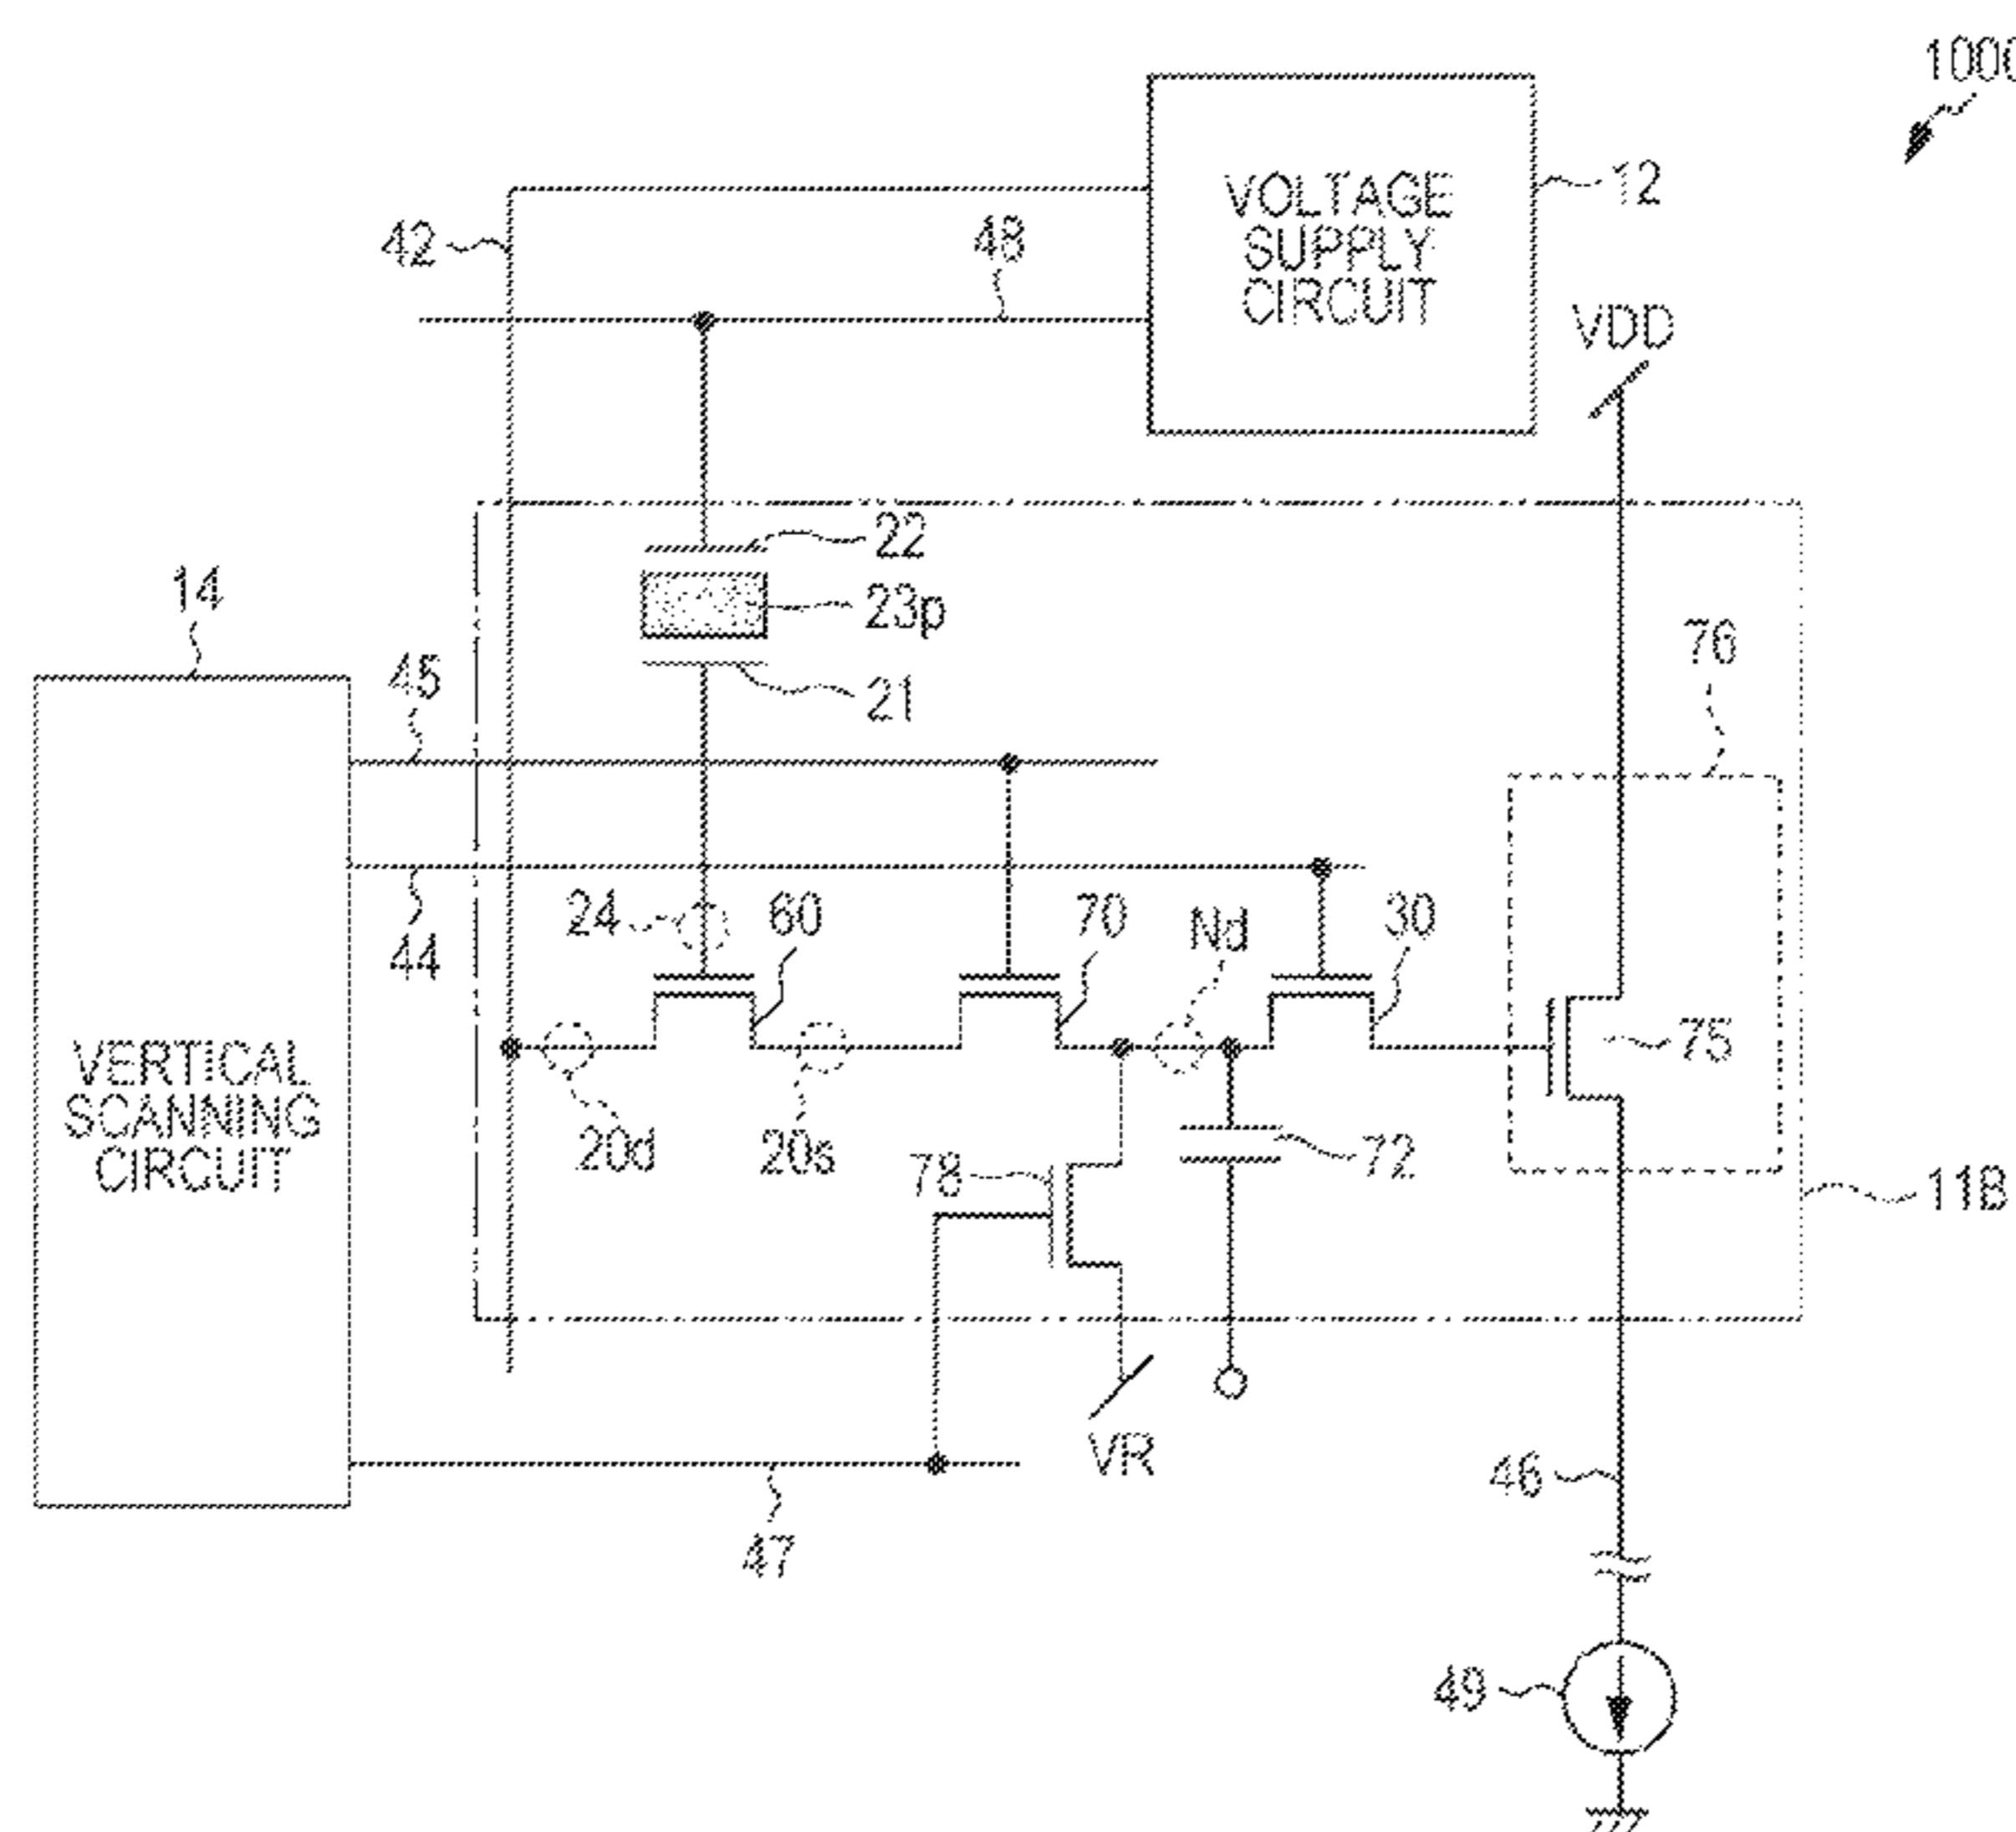 1000
VOLTAGE
SUPPLY
CIRCUIT
12
42
48
VDD
22
23p
21
14
45
76
44
24
60
70
Nd
30
75
VERTICAL
SCANNING
CIRCUIT
20d
20s
78
72
11B
VR
46
47
49